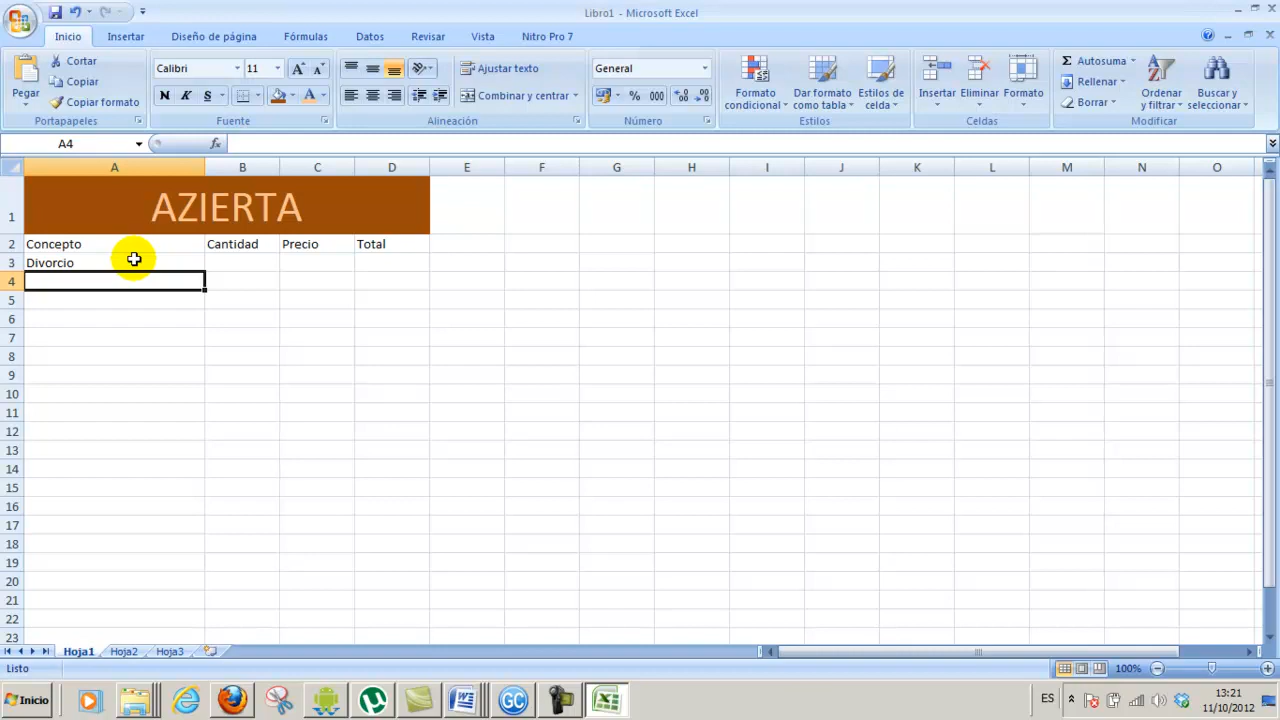 Libro1 - Microsoft Excel
Inicio Insertar Diseño de página Fórmulas Datos Revisar Vista Nitro Pro 7
Pegar
Cortar
Copiar
Copiar formato
Portapapeles
Calibri 11
N K S
Fuente
Ajustar texto
Combinar y centrar
Alineación
General
% 000
Número
Formato condicional
Dar formato como tabla
Estilos de celda
Estilos
Insertar Eliminar Formato
Celdas
Autosuma
Rellenar
Borrar
Ordenar y filtrar
Buscar y seleccionar
Modificar
A4 fx
A B C D E F G H I J K L M N O
1 AZIERTA
2 Concepto Cantidad Precio Total
3 Divorcio
4
5
6
7
8
9
10
11
12
13
14
15
16
17
18
19
20
21
22
23
Hoja1 Hoja2 Hoja3
Listo 100%
Inicio GC ES 13:21
11/10/2012